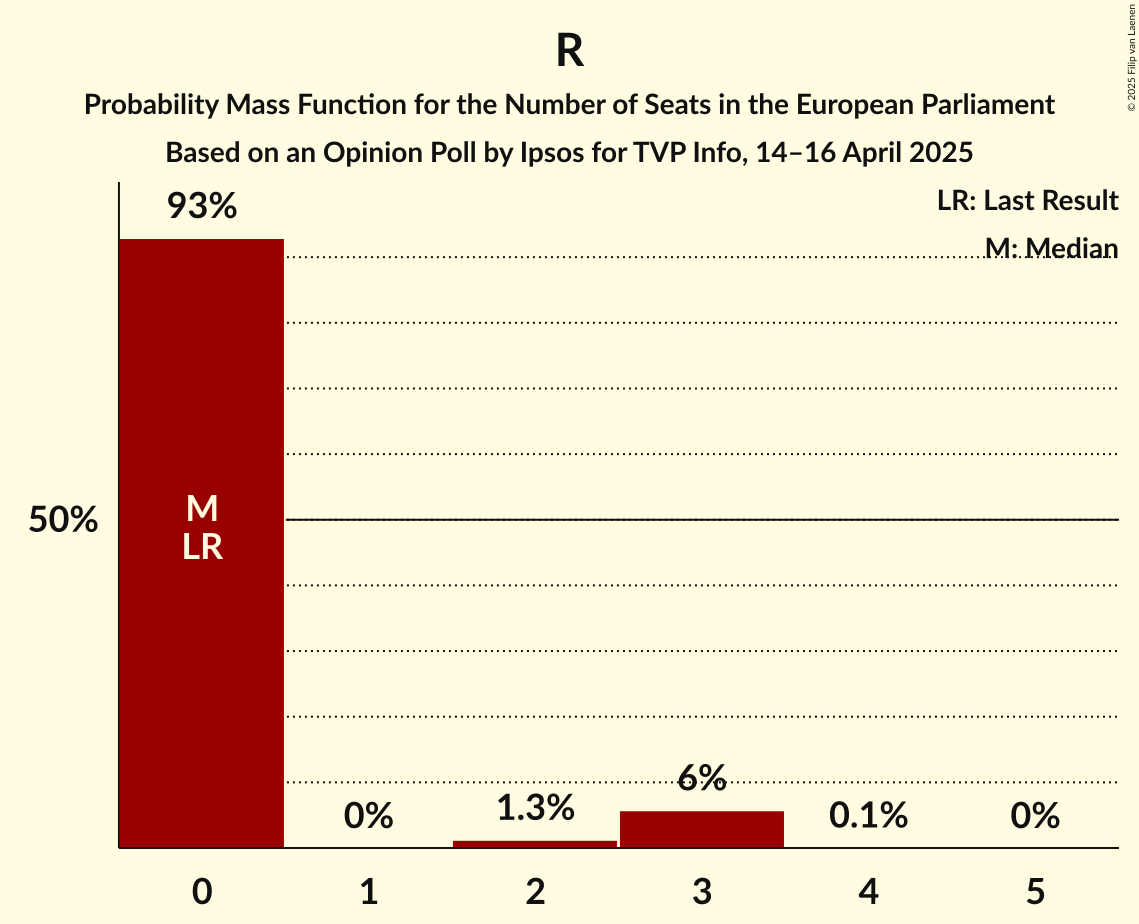 R
Probability Mass Function for the Number of Seats in the European Parliament
Based on an Opinion Poll by Ipsos for TVP Info, 14–16 April 2025
© 2025 Filip van Laenen
LR: Last Result
M: Median
93%
50%
M
LR
0%
1.3%
6%
0.1%
0%
0 1 2 3 4 5